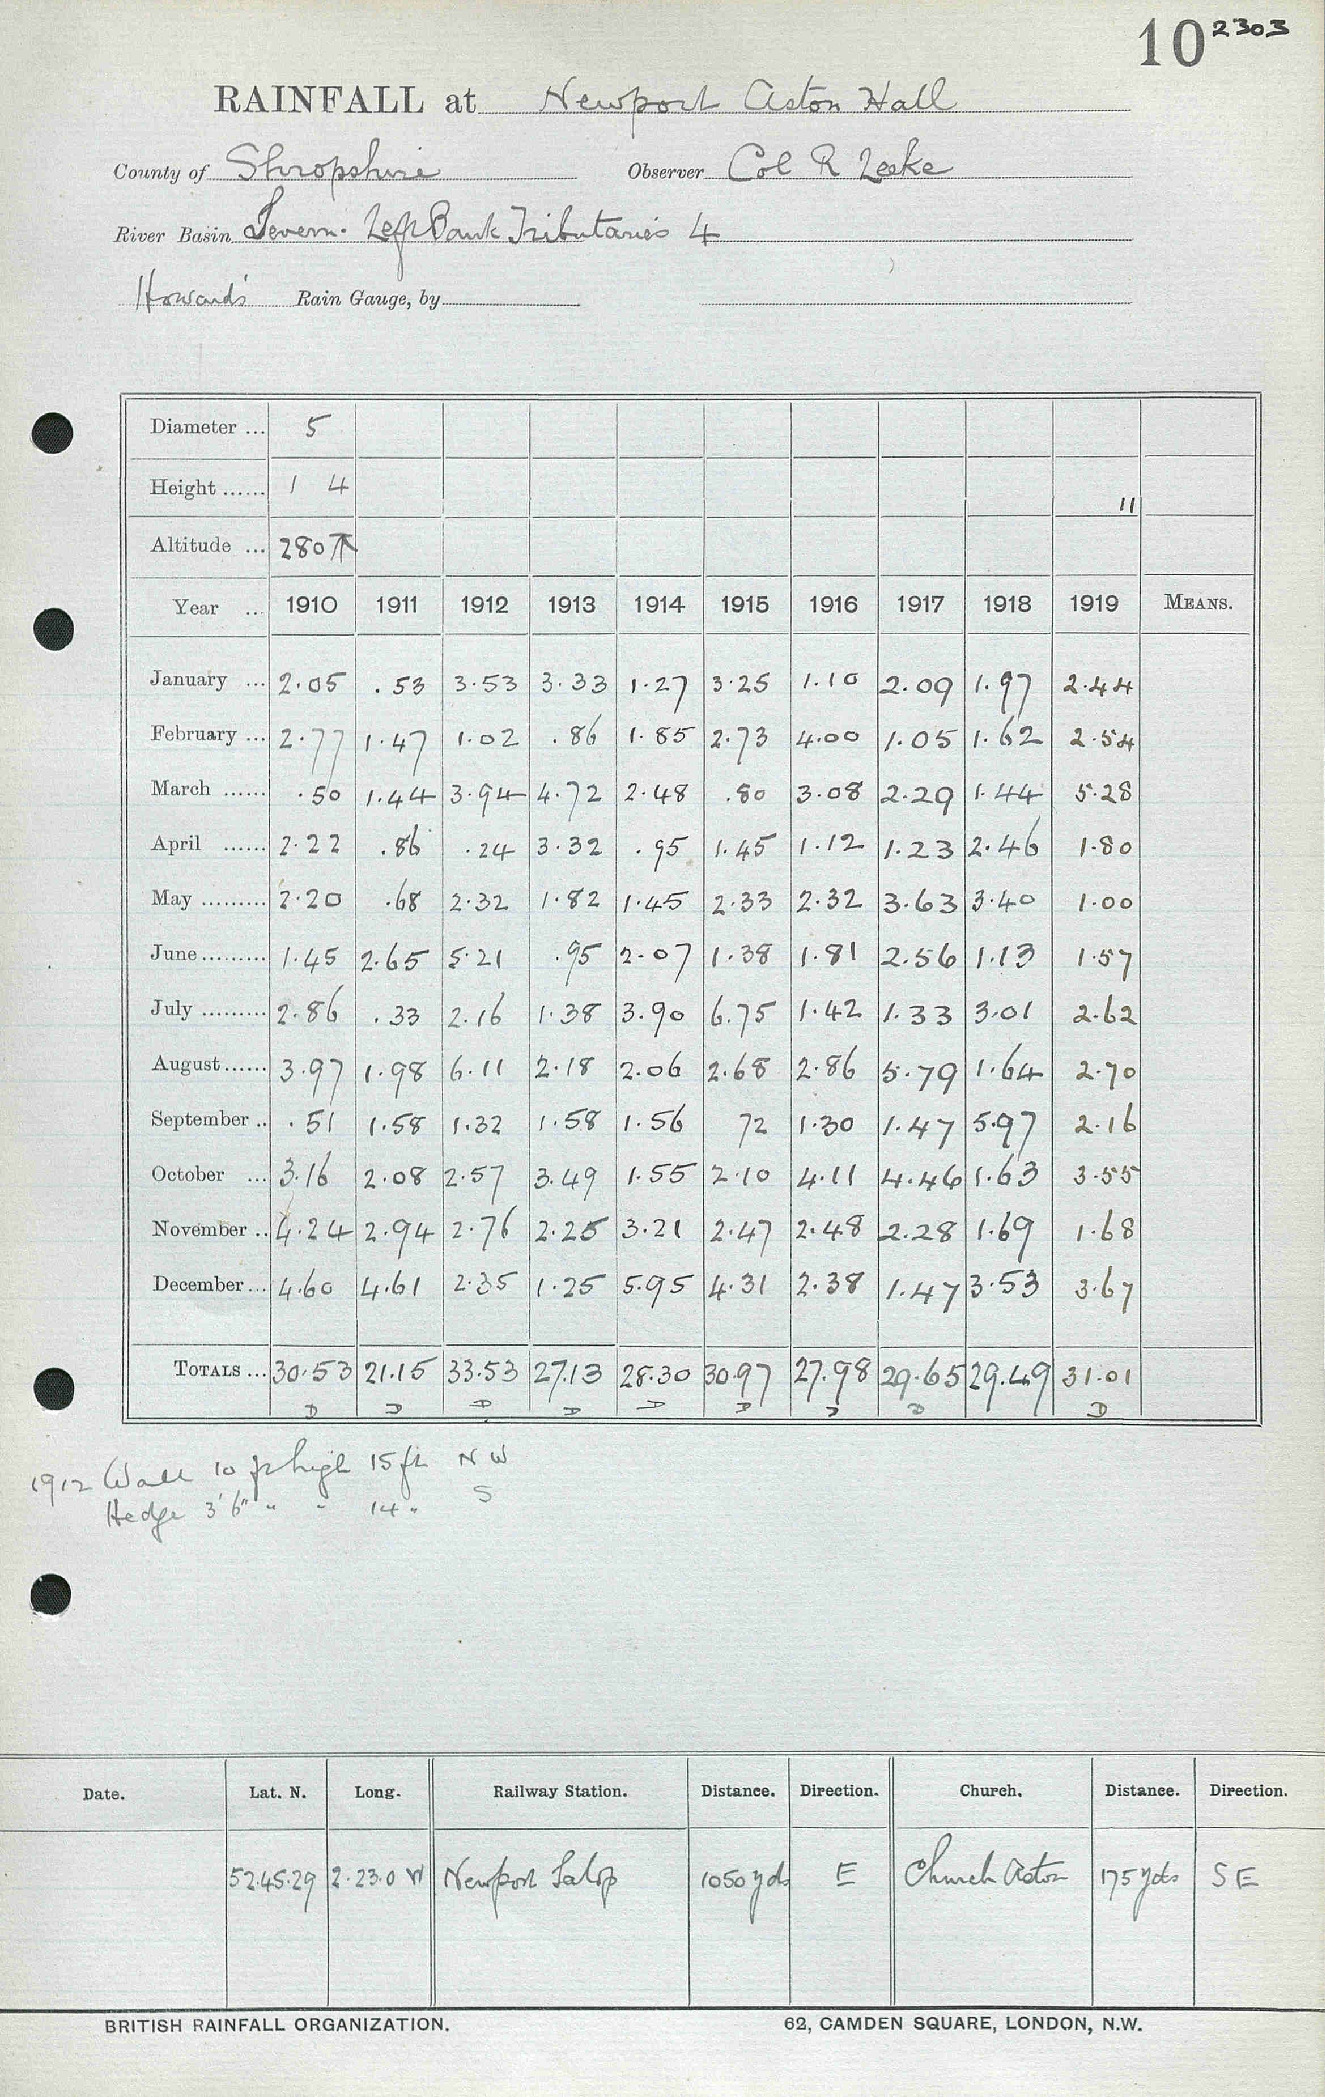 10 2303
RAINFALL at Newport Aston Hall
County of Shropshire Observer Col R Leeke
River Basin Severn. Left Bank Tributaries 4
Howards Rain Gauge, by
Diameter ... 5
Height ...... 1 4 11
Altitude ... 280
Year .. 1910 1911 1912 1913 1914 1915 1916 1917 1918 1919 MEANS.
January ... 2.05 .53 3.53 3.33 1.27 3.25 1.10 2.09 1.97 2.44
February ... 2.77 1.47 1.02 .86 1.85 2.73 4.00 1.05 1.62 2.54
March ...... .50 1.44 3.94 4.72 2.48 .80 3.08 2.29 1.44 5.28
April ...... 2.22 .86 .24 3.32 .95 1.45 1.12 1.23 2.46 1.80
May ......... 2.20 .68 2.32 1.82 1.45 2.33 2.32 3.63 3.40 1.00
June ......... 1.45 2.65 5.21 .95 2.07 1.38 1.81 2.56 1.13 1.57
July ......... 2.86 .33 2.16 1.38 3.90 6.75 1.42 1.33 3.01 2.62
August ...... 3.97 1.98 6.11 2.18 2.06 2.68 2.86 5.79 1.64 2.70
September .. .51 1.58 1.32 1.58 1.56 72 1.30 1.47 5.97 2.16
October ... 3.16 2.08 2.57 3.49 1.55 2.10 4.11 4.46 1.63 3.55
November .. 4.24 2.94 2.76 2.25 3.21 2.47 2.48 2.28 1.69 1.68
December ... 4.60 4.61 2.35 1.25 5.95 4.31 2.38 1.47 3.53 3.67
TOTALS ... 30.53 21.15 33.53 27.13 28.30 30.97 27.98 29.65 29.49 31.01
D D D D D D D D D
1912 Wall 10 ft high 15 ft N W
Hedge 3' 6" " " 14 " S
Date. Lat. N. Long. Railway Station. Distance. Direction. Church. Distance. Direction.
52.45.29 2.23.0 W Newport Salop 1050 yds E Church Aston 175 yds S E
BRITISH RAINFALL ORGANIZATION. 62, CAMDEN SQUARE, LONDON, N.W.